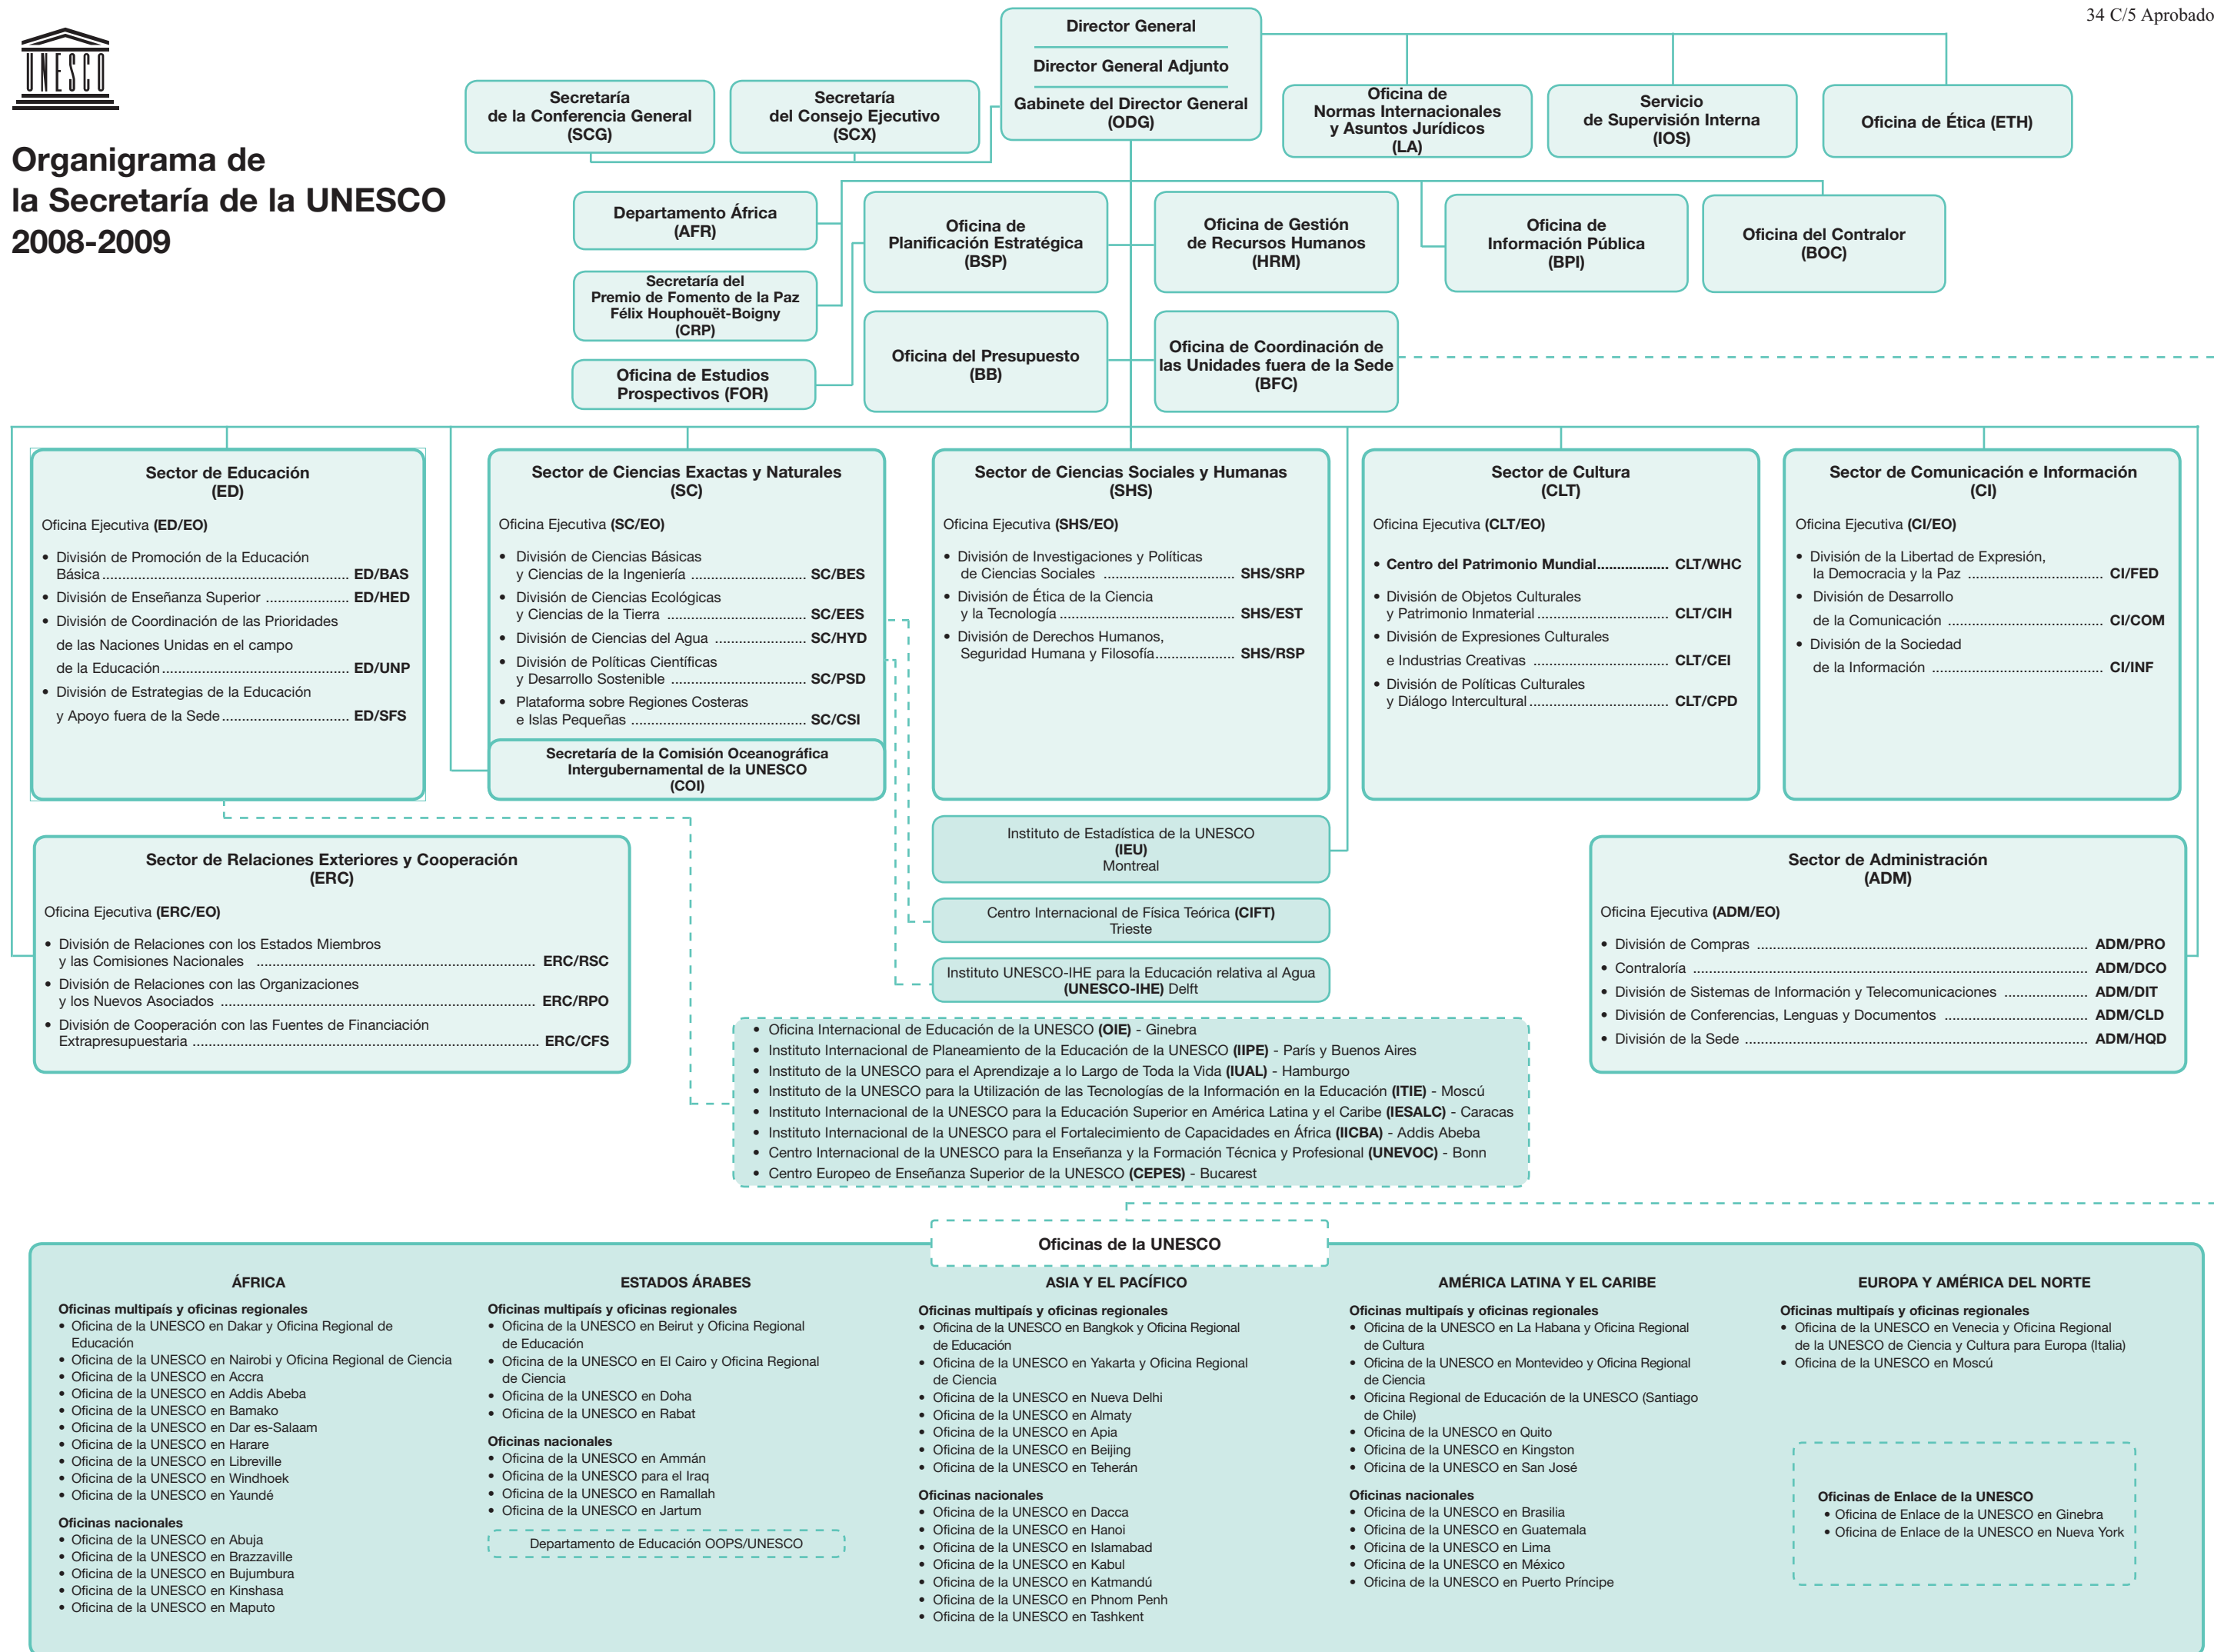 34 C/5 Aprobado
UNESCO
Organigrama de
la Secretaría de la UNESCO
2008-2009
Director General
Director General Adjunto
Gabinete del Director General
(ODG)
Secretaría
de la Conferencia General
(SCG)
Secretaría
del Consejo Ejecutivo
(SCX)
Oficina de
Normas Internacionales
y Asuntos Jurídicos
(LA)
Servicio
de Supervisión Interna
(IOS)
Oficina de Ética (ETH)
Departamento África
(AFR)
Secretaría del
Premio de Fomento de la Paz
Félix Houphouët-Boigny
(CRP)
Oficina de Estudios
Prospectivos (FOR)
Oficina de
Planificación Estratégica
(BSP)
Oficina de Gestión
de Recursos Humanos
(HRM)
Oficina de
Información Pública
(BPI)
Oficina del Contralor
(BOC)
Oficina del Presupuesto
(BB)
Oficina de Coordinación de
las Unidades fuera de la Sede
(BFC)
Sector de Educación
(ED)
Oficina Ejecutiva (ED/EO)
• División de Promoción de la Educación
Básica ........ ED/BAS
• División de Enseñanza Superior ........ ED/HED
• División de Coordinación de las Prioridades
de las Naciones Unidas en el campo
de la Educación ........ ED/UNP
• División de Estrategias de la Educación
y Apoyo fuera de la Sede ........ ED/SFS
Sector de Ciencias Exactas y Naturales
(SC)
Oficina Ejecutiva (SC/EO)
• División de Ciencias Básicas
y Ciencias de la Ingeniería ........ SC/BES
• División de Ciencias Ecológicas
y Ciencias de la Tierra ........ SC/EES
• División de Ciencias del Agua ........ SC/HYD
• División de Políticas Científicas
y Desarrollo Sostenible ........ SC/PSD
• Plataforma sobre Regiones Costeras
e Islas Pequeñas ........ SC/CSI
Secretaría de la Comisión Oceanográfica
Intergubernamental de la UNESCO
(COI)
Sector de Ciencias Sociales y Humanas
(SHS)
Oficina Ejecutiva (SHS/EO)
• División de Investigaciones y Políticas
de Ciencias Sociales ........ SHS/SRP
• División de Ética de la Ciencia
y la Tecnología ........ SHS/EST
• División de Derechos Humanos,
Seguridad Humana y Filosofía ........ SHS/RSP
Sector de Cultura
(CLT)
Oficina Ejecutiva (CLT/EO)
• Centro del Patrimonio Mundial ........ CLT/WHC
• División de Objetos Culturales
y Patrimonio Inmaterial ........ CLT/CIH
• División de Expresiones Culturales
e Industrias Creativas ........ CLT/CEI
• División de Políticas Culturales
y Diálogo Intercultural ........ CLT/CPD
Sector de Comunicación e Información
(CI)
Oficina Ejecutiva (CI/EO)
• División de la Libertad de Expresión,
la Democracia y la Paz ........ CI/FED
• División de Desarrollo
de la Comunicación ........ CI/COM
• División de la Sociedad
de la Información ........ CI/INF
Sector de Relaciones Exteriores y Cooperación
(ERC)
Oficina Ejecutiva (ERC/EO)
• División de Relaciones con los Estados Miembros
y las Comisiones Nacionales ........ ERC/RSC
• División de Relaciones con las Organizaciones
y los Nuevos Asociados ........ ERC/RPO
• División de Cooperación con las Fuentes de Financiación
Extrapresupuestaria ........ ERC/CFS
Instituto de Estadística de la UNESCO
(IEU)
Montreal
Centro Internacional de Física Teórica (CIFT)
Trieste
Instituto UNESCO-IHE para la Educación relativa al Agua
(UNESCO-IHE) Delft
Sector de Administración
(ADM)
Oficina Ejecutiva (ADM/EO)
• División de Compras ........ ADM/PRO
• Contraloría ........ ADM/DCO
• División de Sistemas de Información y Telecomunicaciones ........ ADM/DIT
• División de Conferencias, Lenguas y Documentos ........ ADM/CLD
• División de la Sede ........ ADM/HQD
• Oficina Internacional de Educación de la UNESCO (OIE) - Ginebra
• Instituto Internacional de Planeamiento de la Educación de la UNESCO (IIPE) - París y Buenos Aires
• Instituto de la UNESCO para el Aprendizaje a lo Largo de Toda la Vida (IUAL) - Hamburgo
• Instituto de la UNESCO para la Utilización de las Tecnologías de la Información en la Educación (ITIE) - Moscú
• Instituto Internacional de la UNESCO para la Educación Superior en América Latina y el Caribe (IESALC) - Caracas
• Instituto Internacional de la UNESCO para el Fortalecimiento de Capacidades en África (IICBA) - Addis Abeba
• Centro Internacional de la UNESCO para la Enseñanza y la Formación Técnica y Profesional (UNEVOC) - Bonn
• Centro Europeo de Enseñanza Superior de la UNESCO (CEPES) - Bucarest
Oficinas de la UNESCO
ÁFRICA
Oficinas multipaís y oficinas regionales
• Oficina de la UNESCO en Dakar y Oficina Regional de
Educación
• Oficina de la UNESCO en Nairobi y Oficina Regional de Ciencia
• Oficina de la UNESCO en Accra
• Oficina de la UNESCO en Addis Abeba
• Oficina de la UNESCO en Bamako
• Oficina de la UNESCO en Dar es-Salaam
• Oficina de la UNESCO en Harare
• Oficina de la UNESCO en Libreville
• Oficina de la UNESCO en Windhoek
• Oficina de la UNESCO en Yaundé
Oficinas nacionales
• Oficina de la UNESCO en Abuja
• Oficina de la UNESCO en Brazzaville
• Oficina de la UNESCO en Bujumbura
• Oficina de la UNESCO en Kinshasa
• Oficina de la UNESCO en Maputo
ESTADOS ÁRABES
Oficinas multipaís y oficinas regionales
• Oficina de la UNESCO en Beirut y Oficina Regional
de Educación
• Oficina de la UNESCO en El Cairo y Oficina Regional
de Ciencia
• Oficina de la UNESCO en Doha
• Oficina de la UNESCO en Rabat
Oficinas nacionales
• Oficina de la UNESCO en Ammán
• Oficina de la UNESCO para el Iraq
• Oficina de la UNESCO en Ramallah
• Oficina de la UNESCO en Jartum
Departamento de Educación OOPS/UNESCO
ASIA Y EL PACÍFICO
Oficinas multipaís y oficinas regionales
• Oficina de la UNESCO en Bangkok y Oficina Regional
de Educación
• Oficina de la UNESCO en Yakarta y Oficina Regional
de Ciencia
• Oficina de la UNESCO en Nueva Delhi
• Oficina de la UNESCO en Almaty
• Oficina de la UNESCO en Apia
• Oficina de la UNESCO en Beijing
• Oficina de la UNESCO en Teherán
Oficinas nacionales
• Oficina de la UNESCO en Dacca
• Oficina de la UNESCO en Hanoi
• Oficina de la UNESCO en Islamabad
• Oficina de la UNESCO en Kabul
• Oficina de la UNESCO en Katmandú
• Oficina de la UNESCO en Phnom Penh
• Oficina de la UNESCO en Tashkent
AMÉRICA LATINA Y EL CARIBE
Oficinas multipaís y oficinas regionales
• Oficina de la UNESCO en La Habana y Oficina Regional
de Cultura
• Oficina de la UNESCO en Montevideo y Oficina Regional
de Ciencia
• Oficina Regional de Educación de la UNESCO (Santiago
de Chile)
• Oficina de la UNESCO en Quito
• Oficina de la UNESCO en Kingston
• Oficina de la UNESCO en San José
Oficinas nacionales
• Oficina de la UNESCO en Brasilia
• Oficina de la UNESCO en Guatemala
• Oficina de la UNESCO en Lima
• Oficina de la UNESCO en México
• Oficina de la UNESCO en Puerto Príncipe
EUROPA Y AMÉRICA DEL NORTE
Oficinas multipaís y oficinas regionales
• Oficina de la UNESCO en Venecia y Oficina Regional
de la UNESCO de Ciencia y Cultura para Europa (Italia)
• Oficina de la UNESCO en Moscú
Oficinas de Enlace de la UNESCO
• Oficina de Enlace de la UNESCO en Ginebra
• Oficina de Enlace de la UNESCO en Nueva York